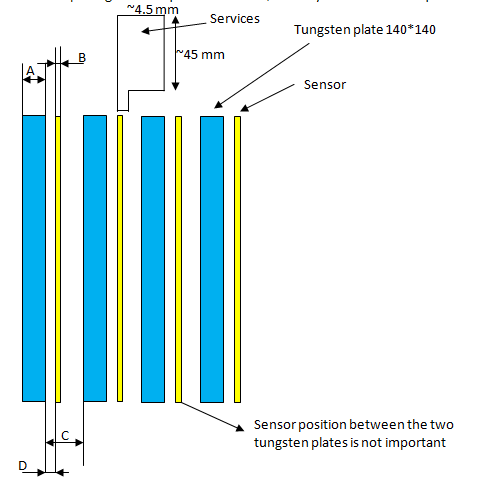 ~4.5 mm
Services
Tungsten plate 140*140
~45 mm
B
A
Sensor
Sensor position between the two
tungsten plates is not important
C
D